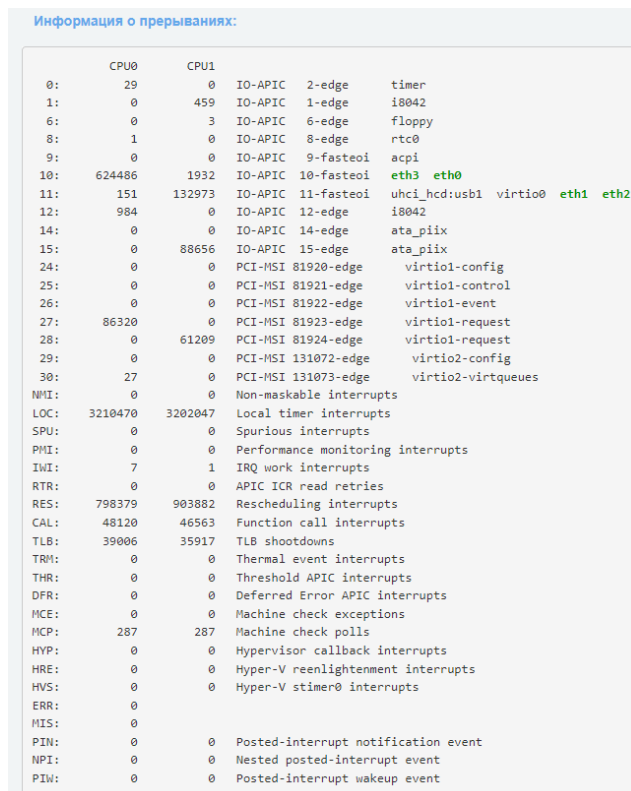 Информация о прерываниях:
CPU0 CPU1
0: 29 0 IO-APIC 2-edge timer
1: 0 459 IO-APIC 1-edge i8042
6: 0 3 IO-APIC 6-edge floppy
8: 1 0 IO-APIC 8-edge rtc0
9: 0 0 IO-APIC 9-fasteoi acpi
10: 624486 1932 IO-APIC 10-fasteoi eth3 eth0
11: 151 132973 IO-APIC 11-fasteoi uhci_hcd:usb1 virtio0 eth1 eth2
12: 984 0 IO-APIC 12-edge i8042
14: 0 0 IO-APIC 14-edge ata_piix
15: 0 88656 IO-APIC 15-edge ata_piix
24: 0 0 PCI-MSI 81920-edge virtio1-config
25: 0 0 PCI-MSI 81921-edge virtio1-control
26: 0 0 PCI-MSI 81922-edge virtio1-event
27: 86320 0 PCI-MSI 81923-edge virtio1-request
28: 0 61209 PCI-MSI 81924-edge virtio1-request
29: 0 0 PCI-MSI 131072-edge virtio2-config
30: 27 0 PCI-MSI 131073-edge virtio2-virtqueues
NMI: 0 0 Non-maskable interrupts
LOC: 3210470 3202047 Local timer interrupts
SPU: 0 0 Spurious interrupts
PMI: 0 0 Performance monitoring interrupts
IWI: 7 1 IRQ work interrupts
RTR: 0 0 APIC ICR read retries
RES: 798379 903882 Rescheduling interrupts
CAL: 48120 46563 Function call interrupts
TLB: 39006 35917 TLB shootdowns
TRM: 0 0 Thermal event interrupts
THR: 0 0 Threshold APIC interrupts
DFR: 0 0 Deferred Error APIC interrupts
MCE: 0 0 Machine check exceptions
MCP: 287 287 Machine check polls
HYP: 0 0 Hypervisor callback interrupts
HRE: 0 0 Hyper-V reenlightenment interrupts
HVS: 0 0 Hyper-V stimer0 interrupts
ERR: 0
MIS: 0
PIN: 0 0 Posted-interrupt notification event
NPI: 0 0 Nested posted-interrupt event
PIW: 0 0 Posted-interrupt wakeup event